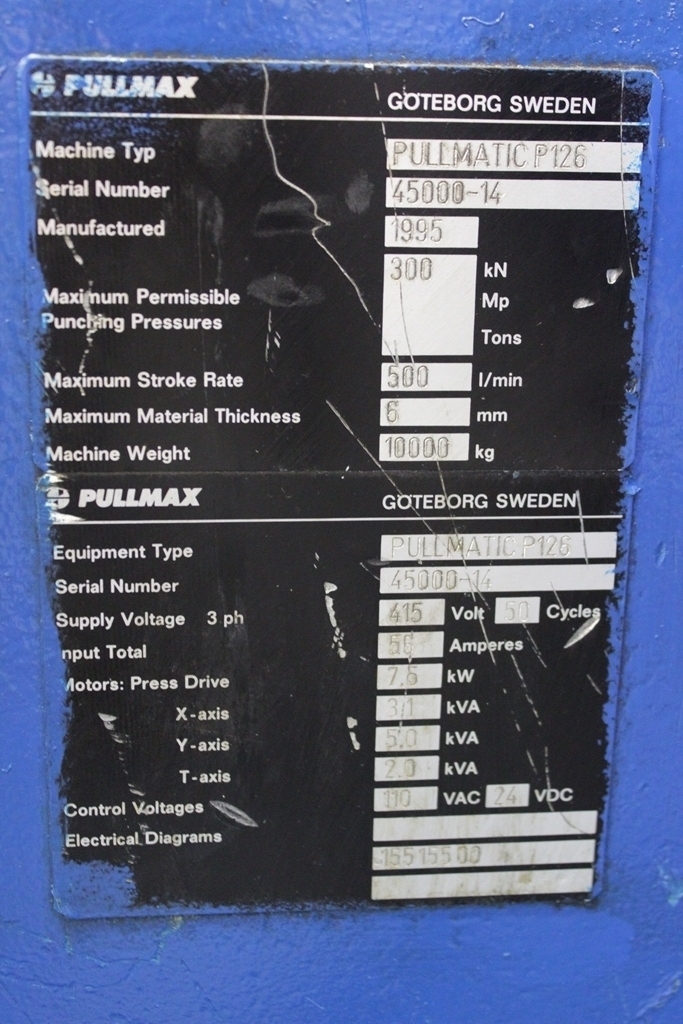 PULLMAX GÖTEBORG SWEDEN
Machine Typ PULLMATIC P126
Serial Number 45000-14
Manufactured 1995
300 kN
Maximum Permissible Mp
Punching Pressures
Tons
Maximum Stroke Rate 500 l/min
Maximum Material Thickness 6 mm
Machine Weight 10000 kg
PULLMAX GÖTEBORG SWEDEN
Equipment Type PULLMATIC P126
Serial Number 45000-14
Supply Voltage 3 ph 415 Volt 50 Cycles
Input Total Amperes
Motors: Press Drive 7.5 kW
X-axis 3.1 kVA
Y-axis 5.0 kVA
T-axis 2.0 kVA
Control Voltages 110 VAC 24 VDC
Electrical Diagrams
15515500